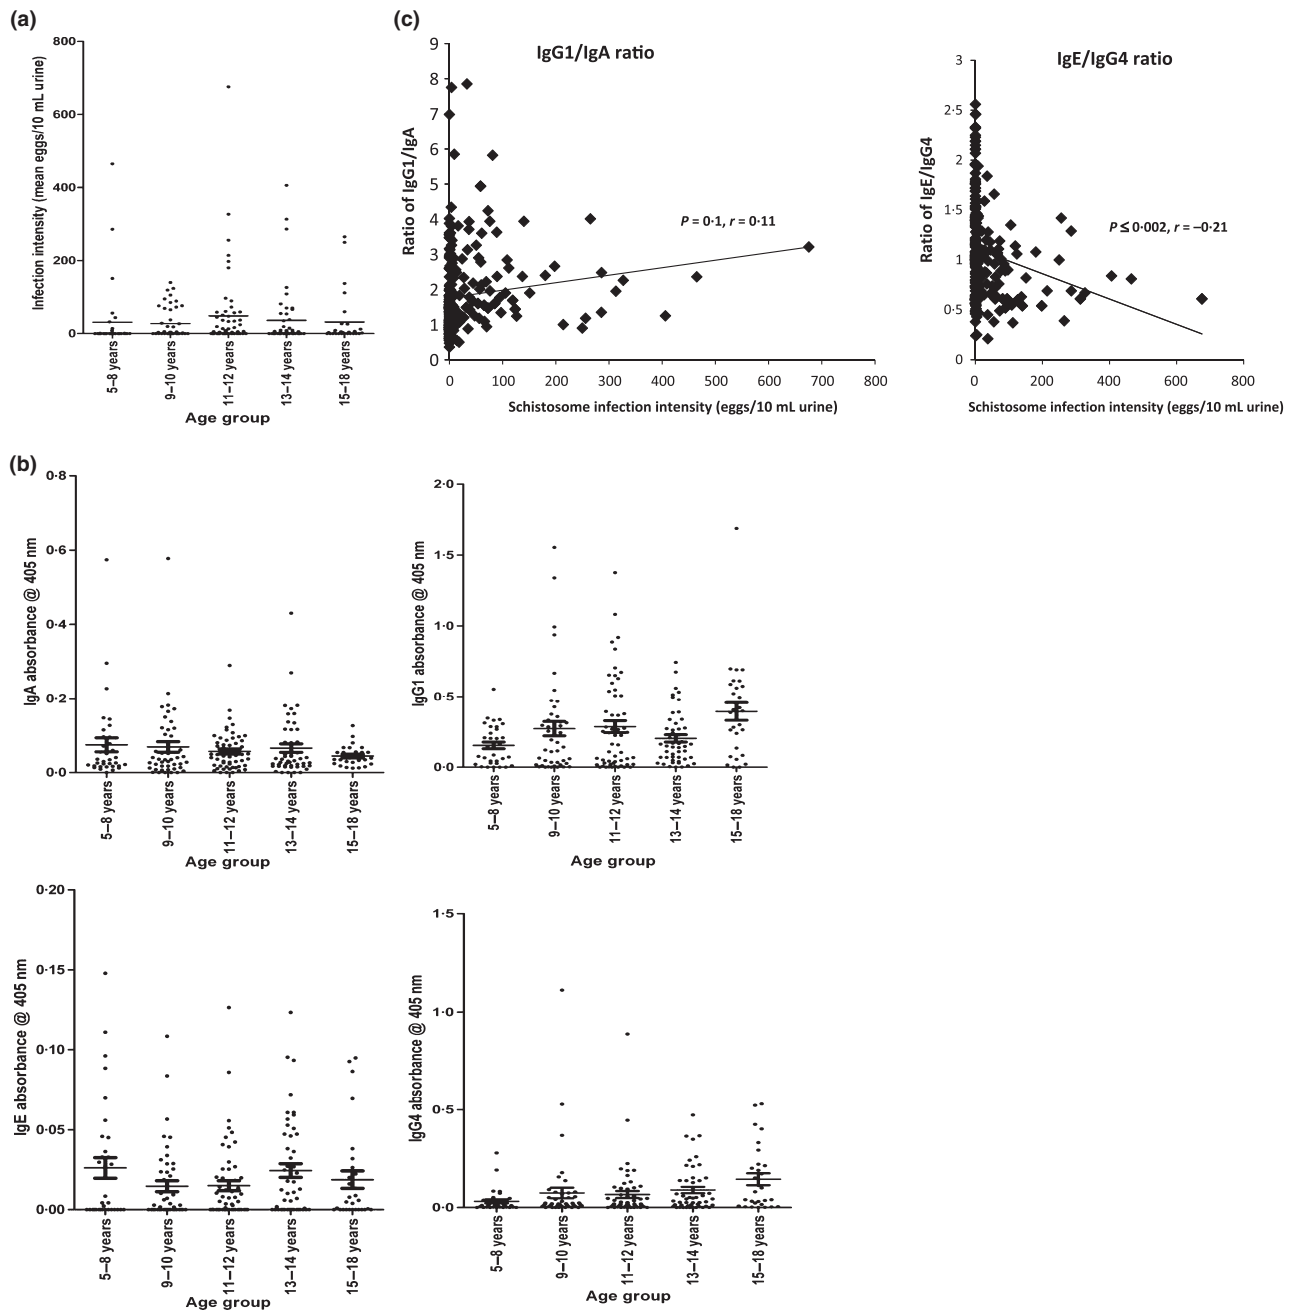 (a)
Infection intensity (mean eggs/10 mL urine)
800
600
400
200
0
5–8 years
9–10 years
11–12 years
13–14 years
15–18 years
Age group
(c)
IgG1/IgA ratio
Ratio of IgG1/IgA
9
8
7
6
5
4
3
2
1
0
P = 0·1, r = 0·11
0 100 200 300 400 500 600 700 800
Schistosome infection intensity (eggs/10 mL urine)
IgE/IgG4 ratio
Ratio of IgE/IgG4
3
2·5
2
1·5
1
0·5
0
P ≤ 0·002, r = –0·21
0 200 400 600 800
Schistosome infection intensity (eggs/10 mL urine)
(b)
IgA absorbance @ 405 nm
0·8
0·6
0·4
0·2
0·0
5–8 years
9–10 years
11–12 years
13–14 years
15–18 years
Age group
IgG1 absorbance @ 405 nm
2·0
1·5
1·0
0·5
0·0
5–8 years
9–10 years
11–12 years
13–14 years
15–18 years
Age group
IgE absorbance @ 405 nm
0·20
0·15
0·10
0·05
0·00
5–8 years
9–10 years
11–12 years
13–14 years
15–18 years
Age group
IgG4 absorbance @ 405 nm
1·5
1·0
0·5
0·0
5–8 years
9–10 years
11–12 years
13–14 years
15–18 years
Age group